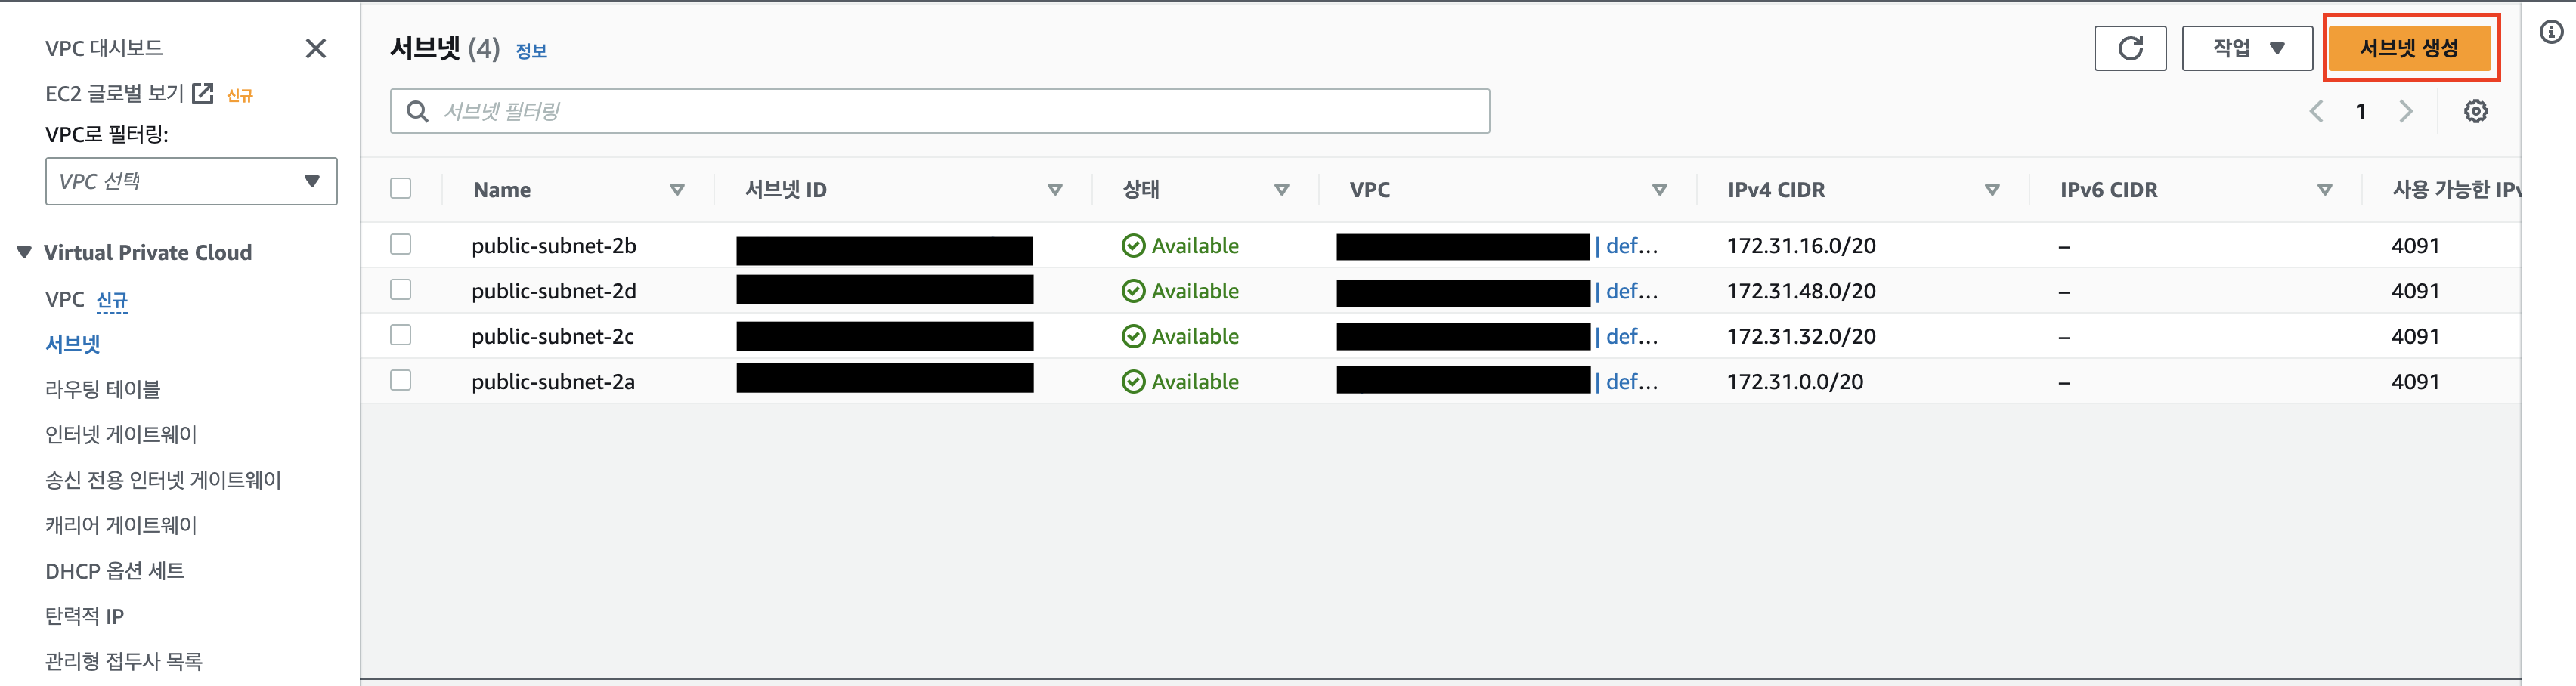 VPC 대시보드
EC2 글로벌 보기 신규
VPC로 필터링:
VPC 선택
Virtual Private Cloud
VPC 신규
서브넷
라우팅 테이블
인터넷 게이트웨이
송신 전용 인터넷 게이트웨이
캐리어 게이트웨이
DHCP 옵션 세트
탄력적 IP
관리형 접두사 목록
서브넷 (4) 정보
작업
서브넷 생성
서브넷 필터링
1
Name 서브넷 ID 상태 VPC IPv4 CIDR IPv6 CIDR 사용 가능한 IPv
public-subnet-2b Available | def... 172.31.16.0/20 – 4091
public-subnet-2d Available | def... 172.31.48.0/20 – 4091
public-subnet-2c Available | def... 172.31.32.0/20 – 4091
public-subnet-2a Available | def... 172.31.0.0/20 – 4091